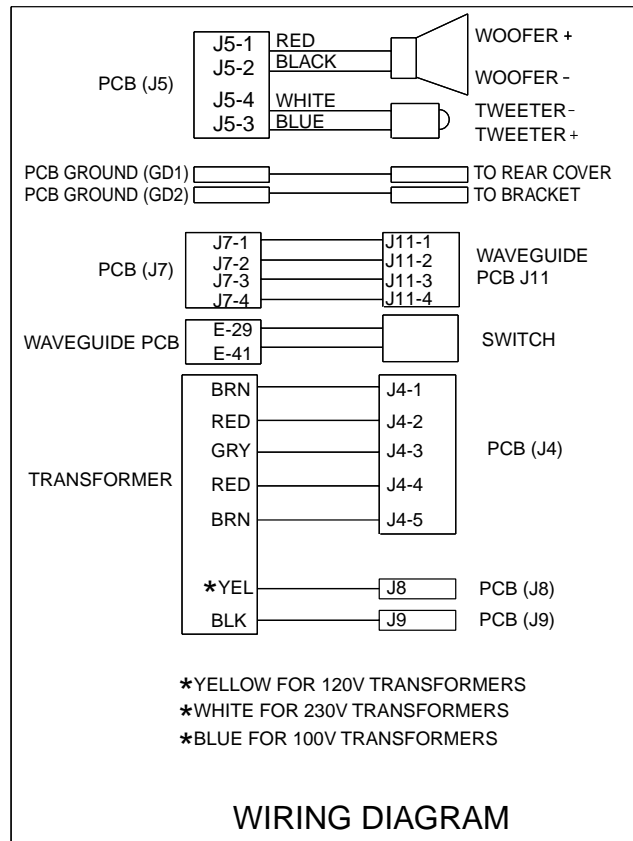 J5-1 RED WOOFER +
J5-2 BLACK
PCB (J5) WOOFER -
J5-4 WHITE TWEETER-
J5-3 BLUE TWEETER+
PCB GROUND (GD1) TO REAR COVER
PCB GROUND (GD2) TO BRACKET
J7-1 J11-1
J7-2 J11-2 WAVEGUIDE
PCB (J7) J7-3 J11-3 PCB J11
J7-4 J11-4
E-29
WAVEGUIDE PCB SWITCH
E-41
BRN J4-1
RED J4-2
GRY J4-3 PCB (J4)
TRANSFORMER RED J4-4
BRN J4-5
*YEL J8 PCB (J8)
BLK J9 PCB (J9)
*YELLOW FOR 120V TRANSFORMERS
*WHITE FOR 230V TRANSFORMERS
*BLUE FOR 100V TRANSFORMERS
WIRING DIAGRAM